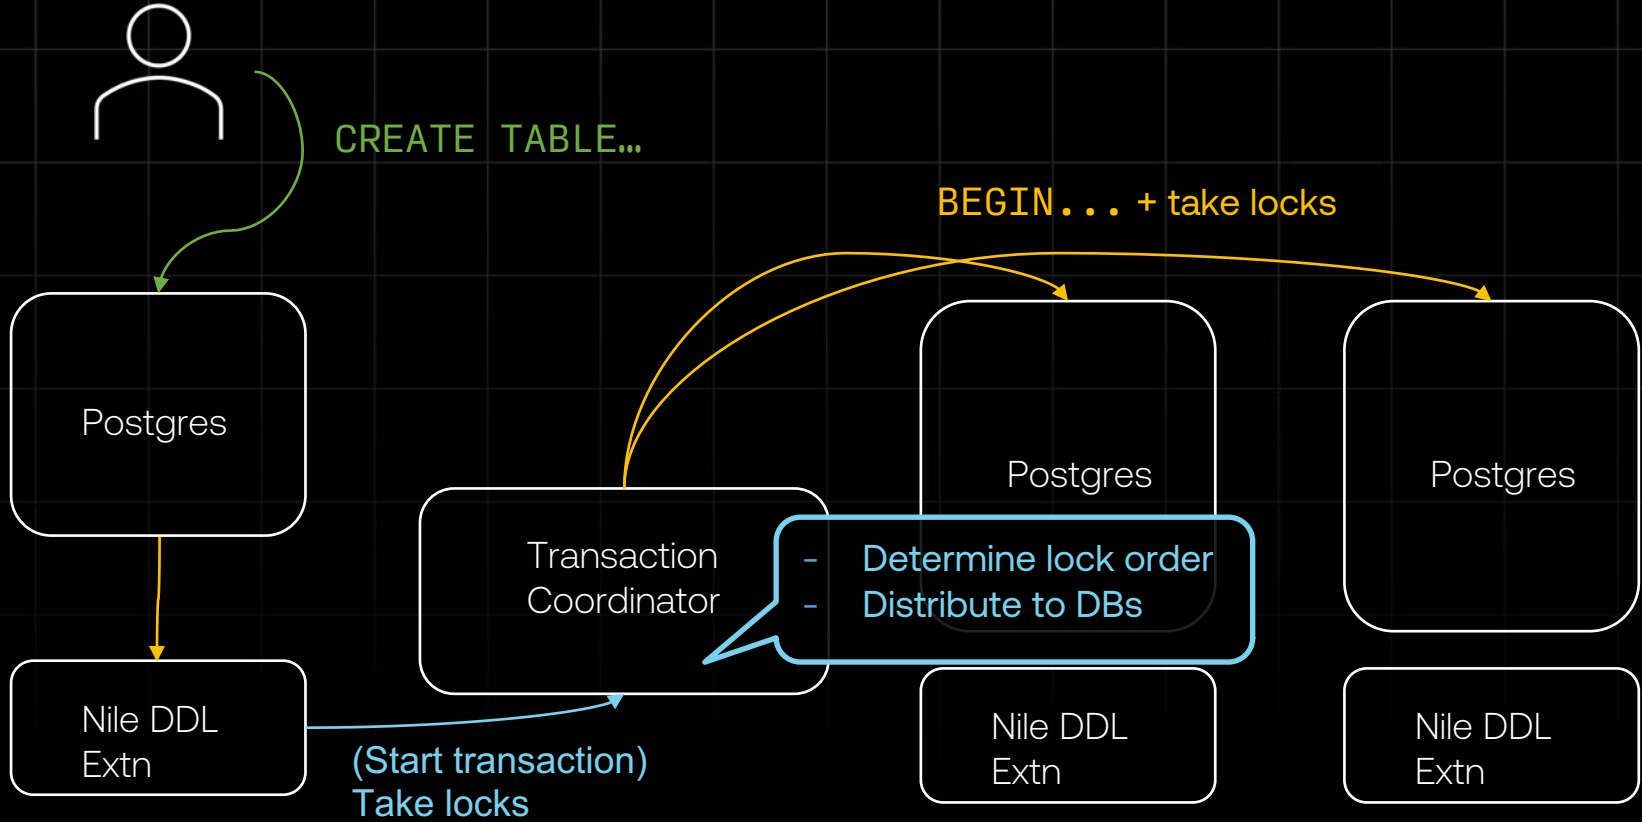 CREATE TABLE…
BEGIN... + take locks
Postgres
Postgres
Postgres
Transaction
Coordinator
- Determine lock order
- Distribute to DBs
Nile DDL
Extn
(Start transaction)
Take locks
Nile DDL
Extn
Nile DDL
Extn